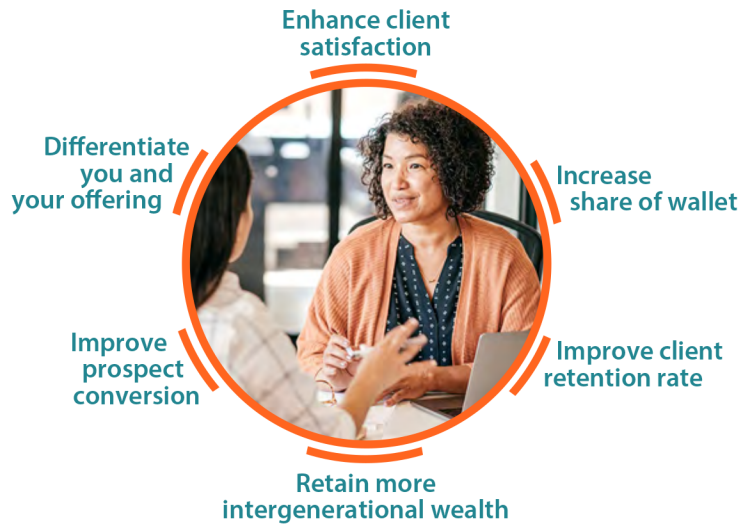 Enhance client
satisfaction
Increase
share of wallet
Improve client
retention rate
Retain more
intergenerational wealth
Improve
prospect
conversion
Differentiate
you and
your offering